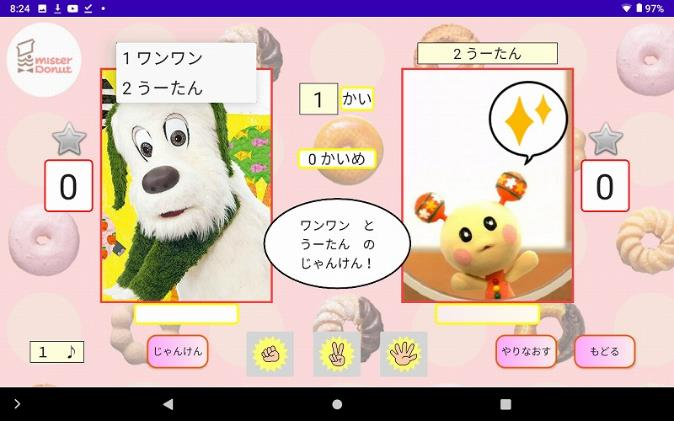 8:24
97%
mister Donut
1 ワンワン
2 うーたん
2 うーたん
1 かい
0 かいめ
0
0
ワンワン と
うーたん の
じゃんけん！
1 ♪
じゃんけん
やりなおす
もどる